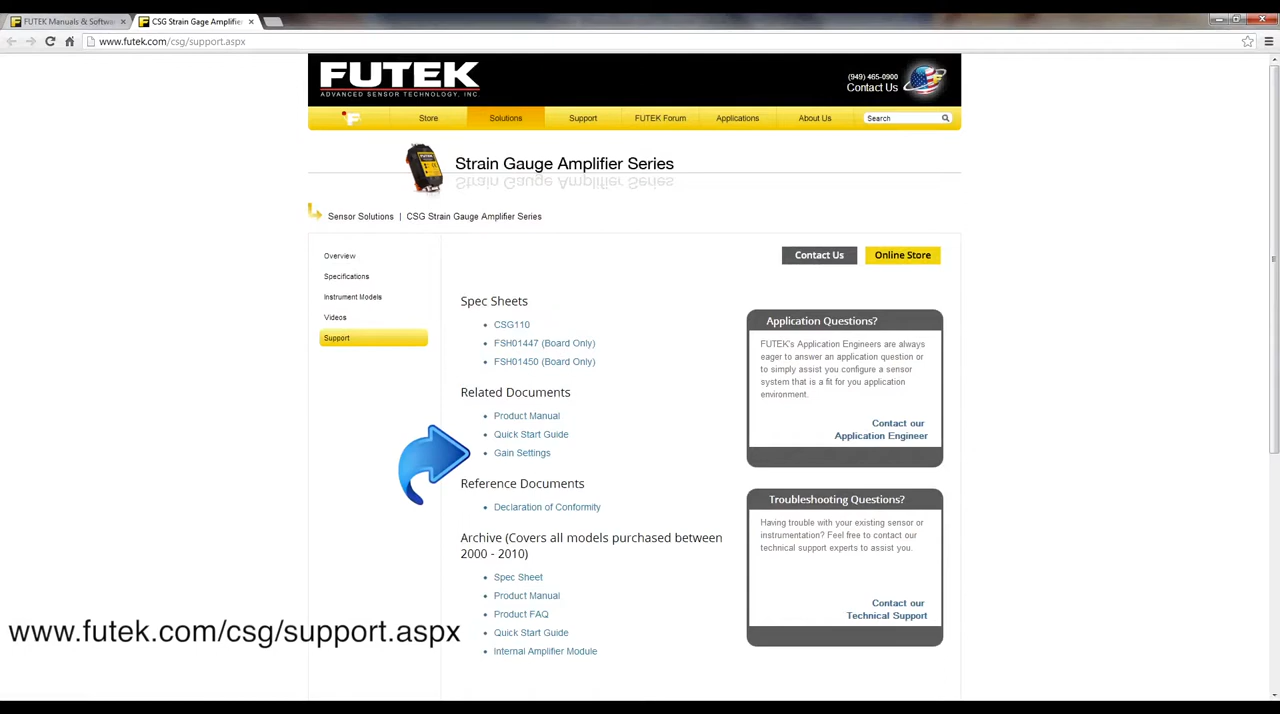 FUTEK Manuals & Softwa
CSG Strain Gage Amplifie
www.futek.com/csg/support.aspx
FUTEK
ADVANCED SENSOR TECHNOLOGY, INC.
(949) 465-0900
Contact Us
Store
Solutions
Support
FUTEK Forum
Applications
About Us
Search
Strain Gauge Amplifier Series
Sensor Solutions | CSG Strain Gauge Amplifier Series
Overview
Specifications
Instrument Models
Videos
Support
Contact Us
Online Store
Spec Sheets
CSG110
FSH01447 (Board Only)
FSH01450 (Board Only)
Related Documents
Product Manual
Quick Start Guide
Gain Settings
Reference Documents
Declaration of Conformity
Archive (Covers all models purchased between
2000 - 2010)
Spec Sheet
Product Manual
Product FAQ
Quick Start Guide
Internal Amplifier Module
Application Questions?
FUTEK's Application Engineers are always
eager to answer an application question or
to simply assist you configure a sensor
system that is a fit for you application
environment.
Contact our
Application Engineer
Troubleshooting Questions?
Having trouble with your existing sensor or
instrumentation? Feel free to contact our
technical support experts to assist you.
Contact our
Technical Support
www.futek.com/csg/support.aspx